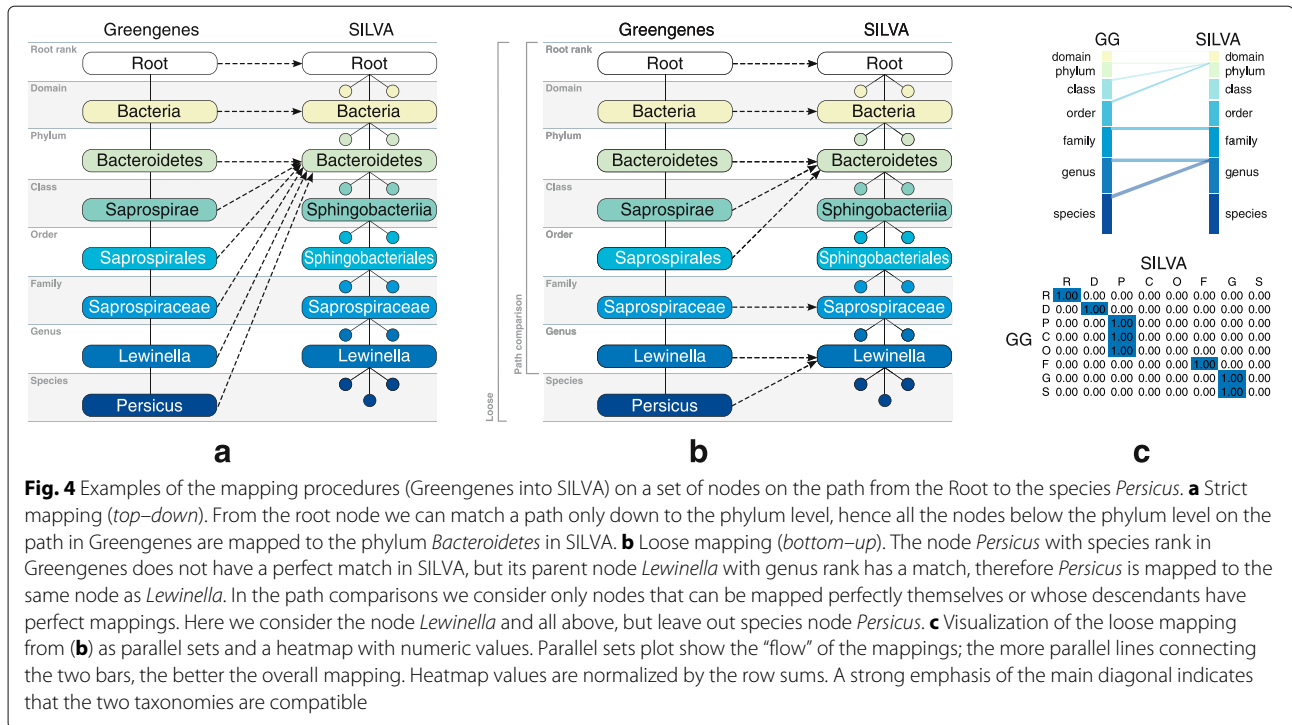 Greengenes SILVA
Root rank
Root Root
Domain
Bacteria Bacteria
Phylum
Bacteroidetes Bacteroidetes
Class
Saprospirae Sphingobacteriia
Order
Saprospirales Sphingobacteriales
Family
Saprospiraceae Saprospiraceae
Genus
Lewinella Lewinella
Species
Persicus
a
Loose
Path comparison
Greengenes SILVA
Root rank
Root Root
Domain
Bacteria Bacteria
Phylum
Bacteroidetes Bacteroidetes
Class
Saprospirae Sphingobacteriia
Order
Saprospirales Sphingobacteriales
Family
Saprospiraceae Saprospiraceae
Genus
Lewinella Lewinella
Species
Persicus
b
GG SILVA
domain domain
phylum phylum
class class
order order
family family
genus genus
species species
SILVA
R D P C O F G S
R 1.00 0.00 0.00 0.00 0.00 0.00 0.00 0.00
D 0.00 1.00 0.00 0.00 0.00 0.00 0.00 0.00
P 0.00 0.00 1.00 0.00 0.00 0.00 0.00 0.00
GG C 0.00 0.00 1.00 0.00 0.00 0.00 0.00 0.00
O 0.00 0.00 1.00 0.00 0.00 0.00 0.00 0.00
F 0.00 0.00 0.00 0.00 0.00 1.00 0.00 0.00
G 0.00 0.00 0.00 0.00 0.00 0.00 1.00 0.00
S 0.00 0.00 0.00 0.00 0.00 0.00 1.00 0.00
c
Fig. 4 Examples of the mapping procedures (Greengenes into SILVA) on a set of nodes on the path from the Root to the species Persicus. a Strict
mapping (top–down). From the root node we can match a path only down to the phylum level, hence all the nodes below the phylum level on the
path in Greengenes are mapped to the phylum Bacteroidetes in SILVA. b Loose mapping (bottom–up). The node Persicus with species rank in
Greengenes does not have a perfect match in SILVA, but its parent node Lewinella with genus rank has a match, therefore Persicus is mapped to the
same node as Lewinella. In the path comparisons we consider only nodes that can be mapped perfectly themselves or whose descendants have
perfect mappings. Here we consider the node Lewinella and all above, but leave out species node Persicus. c Visualization of the loose mapping
from (b) as parallel sets and a heatmap with numeric values. Parallel sets plot show the “flow” of the mappings; the more parallel lines connecting
the two bars, the better the overall mapping. Heatmap values are normalized by the row sums. A strong emphasis of the main diagonal indicates
that the two taxonomies are compatible